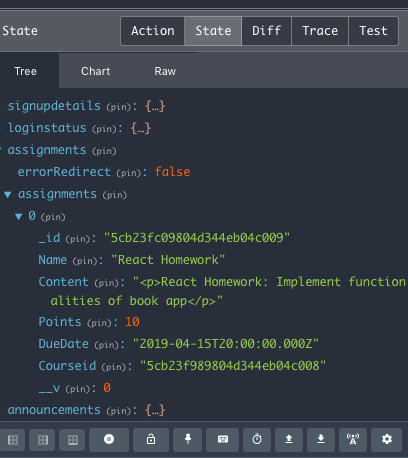 State Action State Diff Trace Test
Tree Chart Raw
signupdetails (pin): {…}
loginstatus (pin): {…}
assignments (pin)
errorRedirect (pin): false
assignments (pin)
0 (pin)
_id (pin): "5cb23fc09804d344eb04c009"
Name (pin): "React Homework"
Content (pin): "<p>React Homework: Implement function
alities of book app</p>"
Points (pin): 10
DueDate (pin): "2019-04-15T20:00:00.000Z"
Courseid (pin): "5cb23f989804d344eb04c008"
__v (pin): 0
announcements (pin): {…}